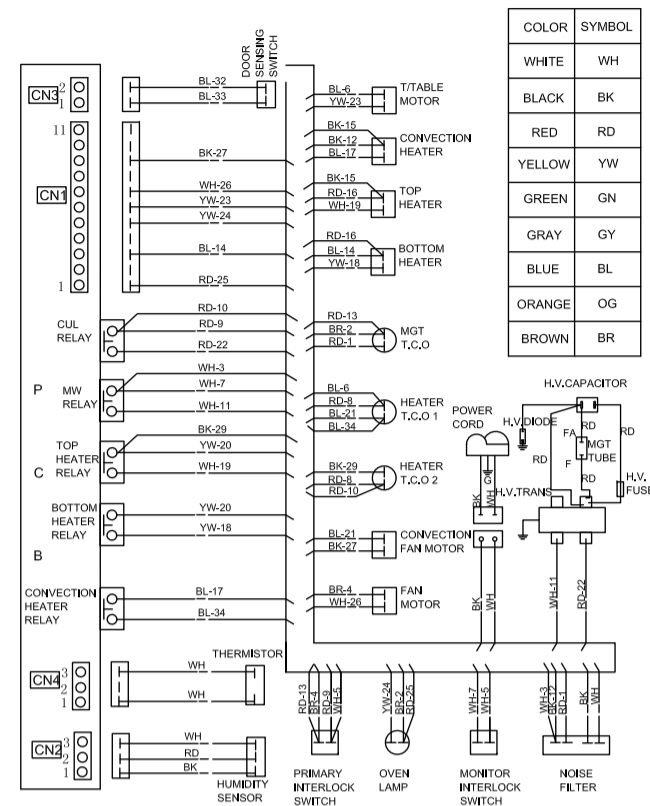 COLOR SYMBOL
WHITE WH
BLACK BK
RED RD
YELLOW YW
GREEN GN
GRAY GY
BLUE BL
ORANGE OG
BROWN BR
DOOR
SENSING
SWITCH
CN3
2
1
BL-32
BL-33
CN1
11
1
BK-27
WH-26
YW-23
YW-24
BL-14
RD-25
CUL
RELAY
RD-10
RD-9
RD-22
P
MW
RELAY
WH-3
WH-7
WH-11
TOP
HEATER
RELAY
C
BK-29
YW-20
WH-19
BOTTOM
HEATER
RELAY
B
YW-20
YW-18
CONVECTION
HEATER
RELAY
BL-17
BL-34
CN4
3
2
1
WH
WH
THERMISTOR
CN2
3
2
1
WH
RD
BK
HUMIDITY
SENSOR
BL-6
YW-23
T/TABLE
MOTOR
BK-15
BK-12
BL-17
CONVECTION
HEATER
BK-15
RD-16
WH-19
TOP
HEATER
RD-16
BL-14
YW-18
BOTTOM
HEATER
RD-13
BR-2
RD-1
MGT
T.C.O
BL-6
RD-8
BL-21
BL-34
HEATER
T.C.O 1
BK-29
RD-8
RD-10
HEATER
T.C.O 2
BL-21
BK-27
CONVECTION
FAN MOTOR
BR-4
WH-26
FAN
MOTOR
POWER
CORD
BK
G
WH
BK
WH
H.V.CAPACITOR
H.V.DIODE
RD
FA
MGT
TUBE
F
RD
RD
RD
H.V.
FUSE
H.V.TRANS
WH-11
RD-22
RD-13
BR-4
RD-9
WH-5
PRIMARY
INTERLOCK
SWITCH
YW-24
BR-2
RD-25
OVEN
LAMP
WH-7
WH-5
MONITOR
INTERLOCK
SWITCH
WH-3
BK-12
RD-1
BK
WH
NOISE
FILTER